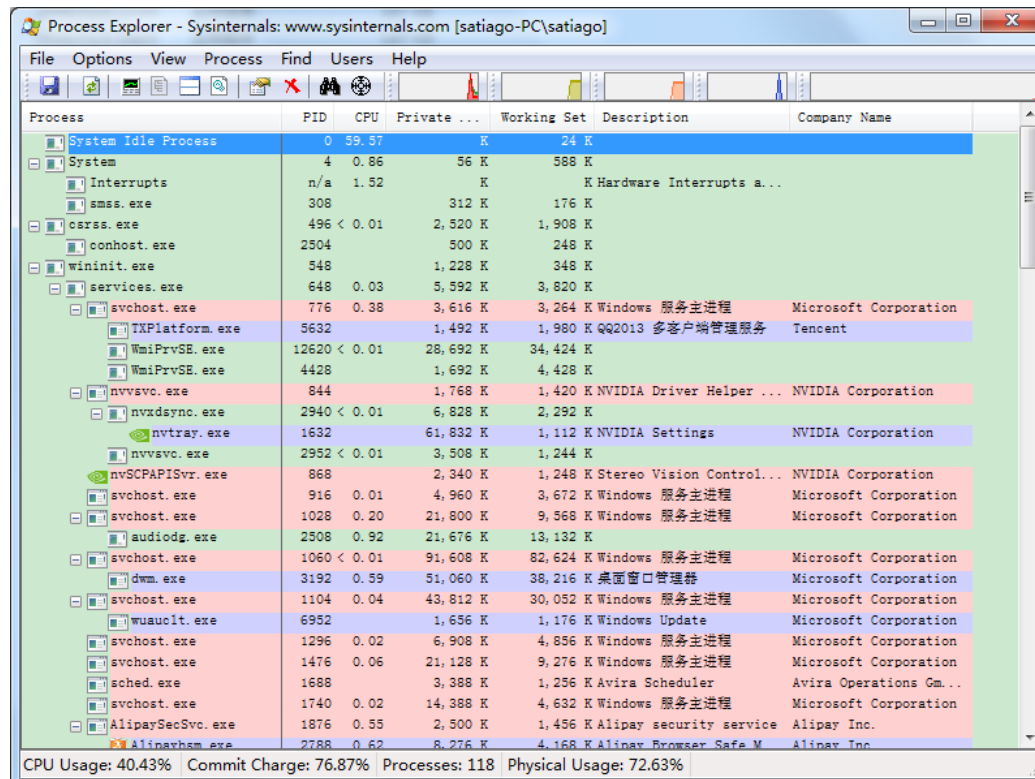 Process Explorer - Sysinternals: www.sysinternals.com [satiago-PC\satiago]
File Options View Process Find Users Help
Process PID CPU Private ... Working Set Description Company Name
System Idle Process 0 59.57 K 24 K
System 4 0.86 56 K 588 K
Interrupts n/a 1.52 K K Hardware Interrupts a...
smss.exe 308 312 K 176 K
csrss.exe 496 < 0.01 2,520 K 1,908 K
conhost.exe 2504 500 K 248 K
wininit.exe 548 1,228 K 348 K
services.exe 648 0.03 5,592 K 3,820 K
svchost.exe 776 0.38 3,616 K 3,264 K Windows 服务主进程 Microsoft Corporation
TXPlatform.exe 5632 1,492 K 1,980 K QQ2013 多客户端管理服务 Tencent
WmiPrvSE.exe 12620 < 0.01 28,692 K 34,424 K
WmiPrvSE.exe 4428 1,692 K 4,428 K
nvvsvc.exe 844 1,768 K 1,420 K NVIDIA Driver Helper ... NVIDIA Corporation
nvxdsync.exe 2940 < 0.01 6,828 K 2,292 K
nvtray.exe 1632 61,832 K 1,112 K NVIDIA Settings NVIDIA Corporation
nvvsvc.exe 2952 < 0.01 3,508 K 1,244 K
nvSCPAPISvr.exe 868 2,340 K 1,248 K Stereo Vision Control... NVIDIA Corporation
svchost.exe 916 0.01 4,960 K 3,672 K Windows 服务主进程 Microsoft Corporation
svchost.exe 1028 0.20 21,800 K 9,568 K Windows 服务主进程 Microsoft Corporation
audiodg.exe 2508 0.92 21,676 K 13,132 K
svchost.exe 1060 < 0.01 91,608 K 82,624 K Windows 服务主进程 Microsoft Corporation
dwm.exe 3192 0.59 51,060 K 38,216 K 桌面窗口管理器 Microsoft Corporation
svchost.exe 1104 0.04 43,812 K 30,052 K Windows 服务主进程 Microsoft Corporation
wuauclt.exe 6952 1,656 K 1,176 K Windows Update Microsoft Corporation
svchost.exe 1296 0.02 6,908 K 4,856 K Windows 服务主进程 Microsoft Corporation
svchost.exe 1476 0.06 21,128 K 9,276 K Windows 服务主进程 Microsoft Corporation
sched.exe 1688 3,388 K 1,256 K Avira Scheduler Avira Operations Gm...
svchost.exe 1740 0.02 14,388 K 4,632 K Windows 服务主进程 Microsoft Corporation
AlipaySecSvc.exe 1876 0.55 2,500 K 1,456 K Alipay security service Alipay Inc.
Alipaybsm.exe 2788 0.62 8,276 K 4,168 K Alipay Browser Safe M... Alipay Inc.
CPU Usage: 40.43% Commit Charge: 76.87% Processes: 118 Physical Usage: 72.63%